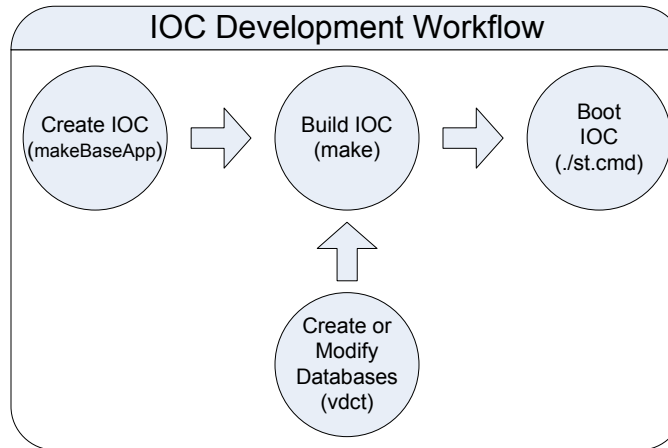 IOC Development Workflow
Create IOC
(makeBaseApp)
Build IOC
(make)
Boot
IOC
(./st.cmd)
Create or
Modify
Databases
(vdct)